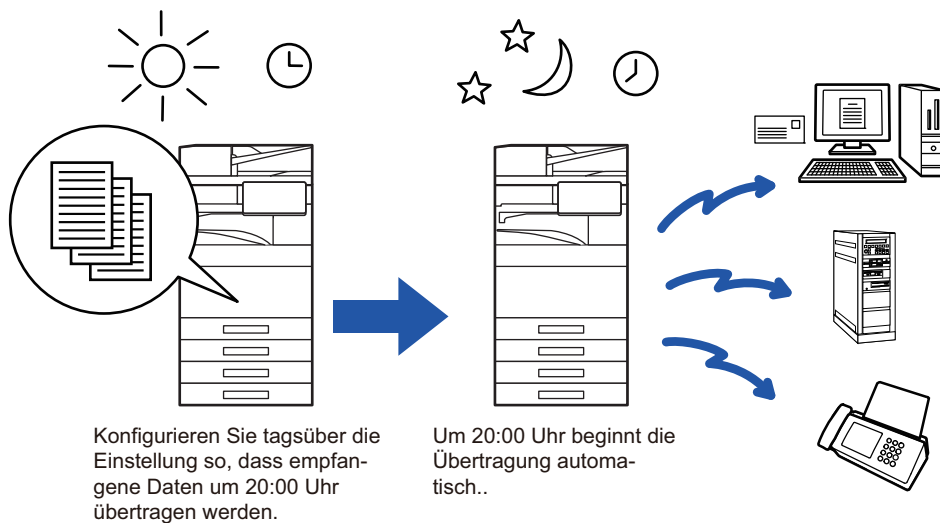 Konfigurieren Sie tagsüber die
Einstellung so, dass empfan-
gene Daten um 20:00 Uhr
übertragen werden.
Um 20:00 Uhr beginnt die
Übertragung automa-
tisch..